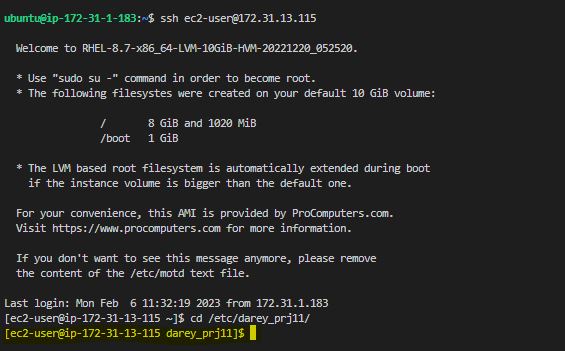 ubuntu@ip-172-31-1-183:~$ ssh ec2-user@172.31.13.115
Welcome to RHEL-8.7-x86_64-LVM-10GiB-HVM-20221220_052520.
* Use "sudo su -" command in order to become root.
* The following filesystes were created on your default 10 GiB volume:
/ 8 GiB and 1020 MiB
/boot 1 GiB
* The LVM based root filesystem is automatically extended during boot
if the instance volume is bigger than the default one.
For your convenience, this AMI is provided by ProComputers.com.
Visit https://www.procomputers.com for more information.
If you don't want to see this message anymore, please remove
the content of the /etc/motd text file.
Last login: Mon Feb  6 11:32:19 2023 from 172.31.1.183
[ec2-user@ip-172-31-13-115 ~]$ cd /etc/darey_prj11/
[ec2-user@ip-172-31-13-115 darey_prj11]$